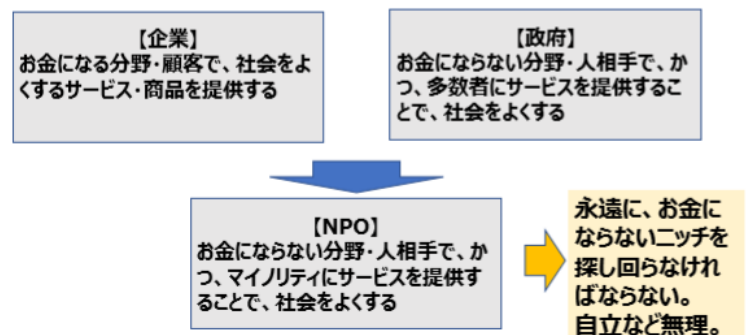 【企業】
お金になる分野・顧客で、社会をよ
くするサービス・商品を提供する
【政府】
お金にならない分野・人相手で、か
つ、多数者にサービスを提供するこ
とで、社会をよくする
【NPO】
お金にならない分野・人相手で、か
つ、マイノリティにサービスを提供す
ることで、社会をよくする
永遠に、お金に
ならないニッチを
探し回らなけれ
ばならない。
自立など無理。